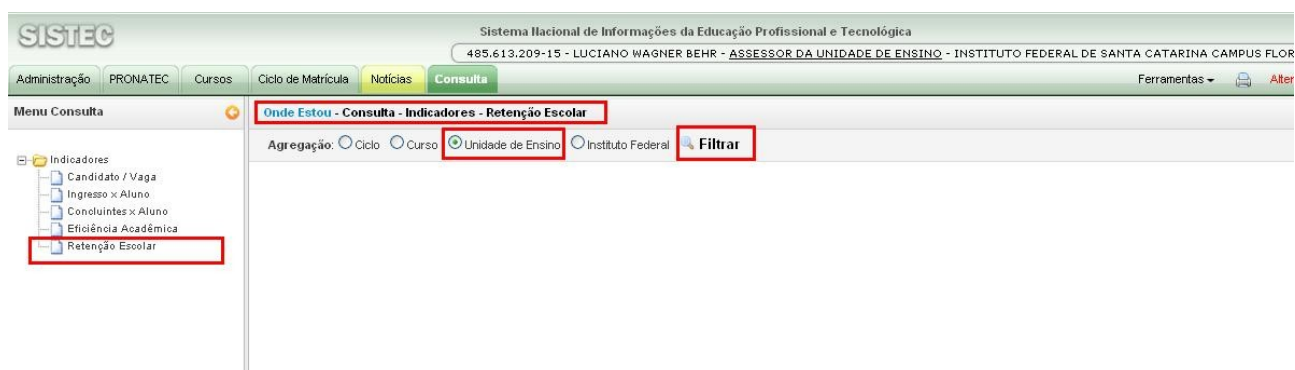 SISTEC
Sistema Nacional de Informações da Educação Profissional e Tecnológica
485.613.209-15 - LUCIANO WAGNER BEHR - ASSESSOR DA UNIDADE DE ENSINO - INSTITUTO FEDERAL DE SANTA CATARINA CAMPUS FLOR
Administração PRONATEC Cursos Ciclo de Matrícula Notícias Consulta Ferramentas Alter
Menu Consulta
Onde Estou - Consulta - Indicadores - Retenção Escolar
Agregação: Ciclo Curso Unidade de Ensino Instituto Federal Filtrar
Indicadores
Candidato / Vaga
Ingresso x Aluno
Concluintes x Aluno
Eficiência Acadêmica
Retenção Escolar